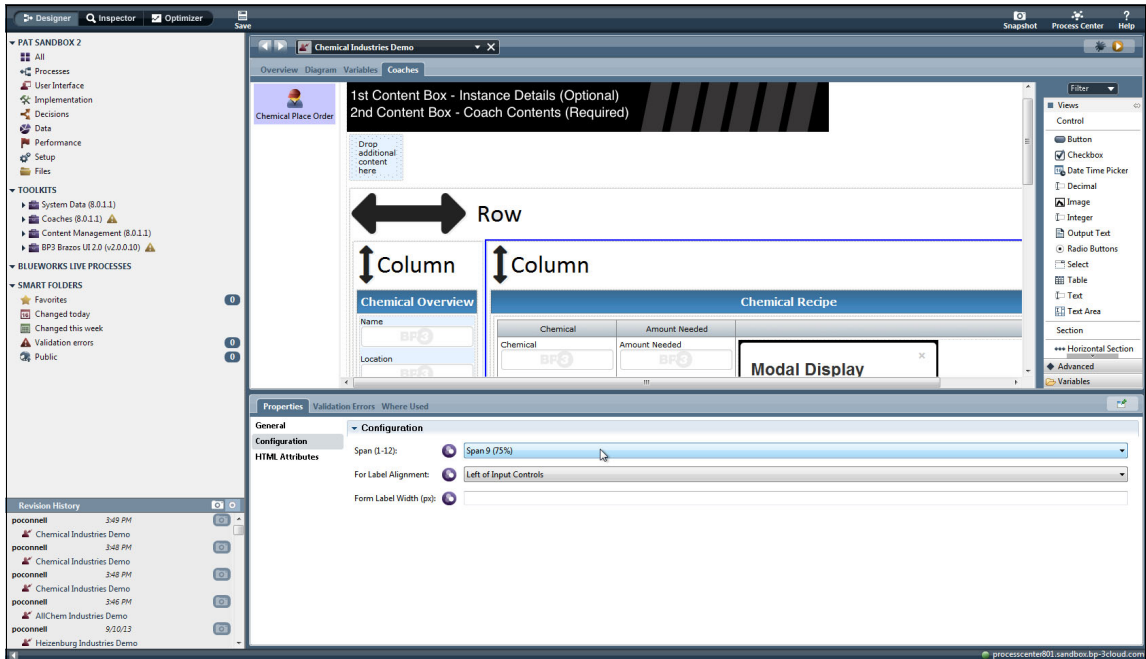 Designer Inspector Optimizer Save Snapshot Process Center Help
PAT SANDBOX 2
All
Processes
User Interface
Implementation
Decisions
Data
Performance
Setup
Files
TOOLKITS
System Data (8.0.1.1)
Coaches (8.0.1.1)
Content Management (8.0.1.1)
BP3 Brazos UI 2.0 (v2.0.0.10)
BLUEWORKS LIVE PROCESSES
SMART FOLDERS
Favorites 0
Changed today
Changed this week
Validation errors 0
Public 0
Revision History
poconnell 3:49 PM
Chemical Industries Demo
poconnell 3:48 PM
Chemical Industries Demo
poconnell 3:48 PM
Chemical Industries Demo
poconnell 3:46 PM
AllChem Industries Demo
poconnell 9/10/13
Heizenburg Industries Demo
Chemical Industries Demo
Overview Diagram Variables Coaches
Chemical Place Order
1st Content Box - Instance Details (Optional)
2nd Content Box - Coach Contents (Required)
Drop
additional
content
here
Row
Column Column
Chemical Overview Chemical Recipe
Name
BP3
Location
BP3
Chemical Amount Needed
Chemical Amount Needed
BP3 BP3
Modal Display
Filter
Views
Control
Button
Checkbox
Date Time Picker
Decimal
Image
Integer
Output Text
Radio Buttons
Select
Table
Text
Text Area
Section
Horizontal Section
Advanced
Variables
Properties Validation Errors Where Used
General
Configuration
HTML Attributes
Configuration
Span (1-12): Span 9 (75%)
For Label Alignment: Left of Input Controls
Form Label Width (px):
processcenter801.sandbox.bp-3cloud.com